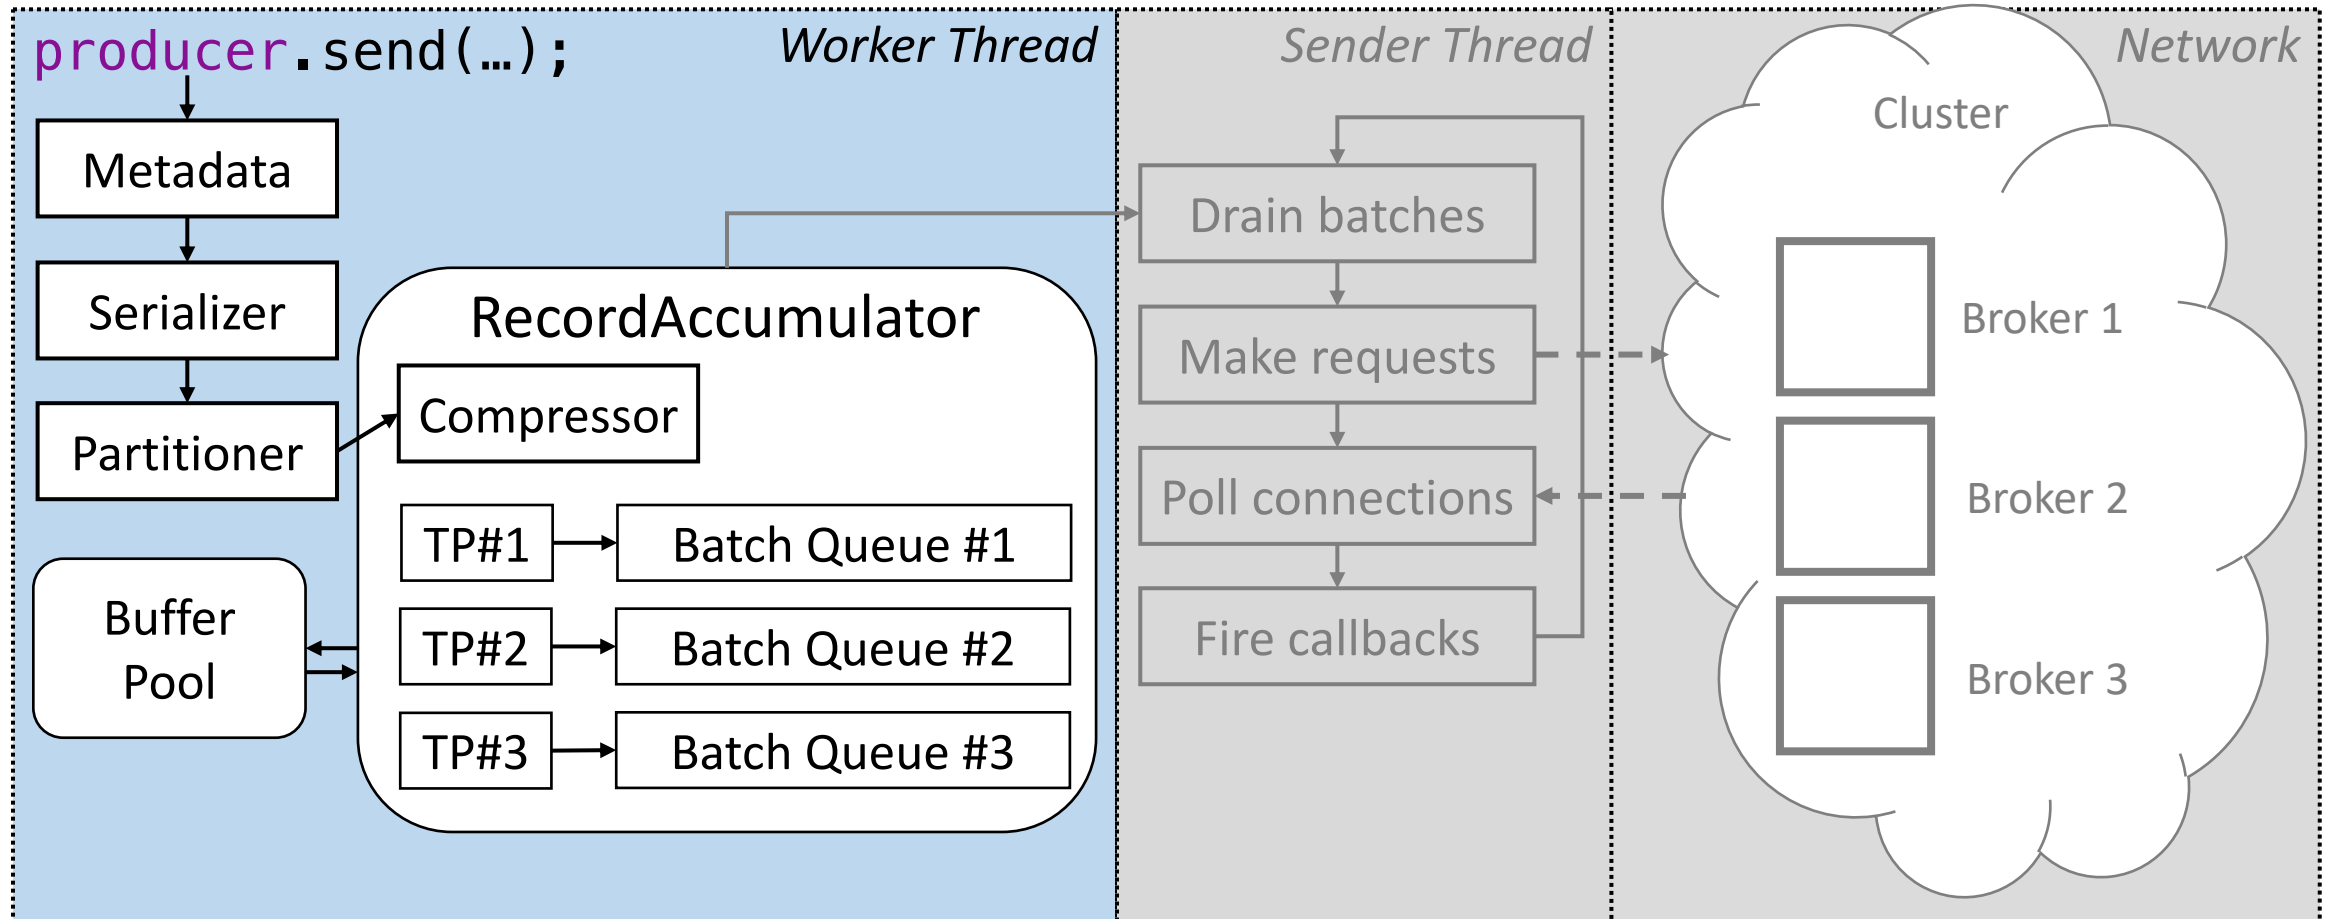 producer.send(…);
Worker Thread
Metadata
Serializer
Partitioner
Buffer
Pool
RecordAccumulator
Compressor
TP#1
Batch Queue #1
TP#2
Batch Queue #2
TP#3
Batch Queue #3
Sender Thread
Drain batches
Make requests
Poll connections
Fire callbacks
Network
Cluster
Broker 1
Broker 2
Broker 3